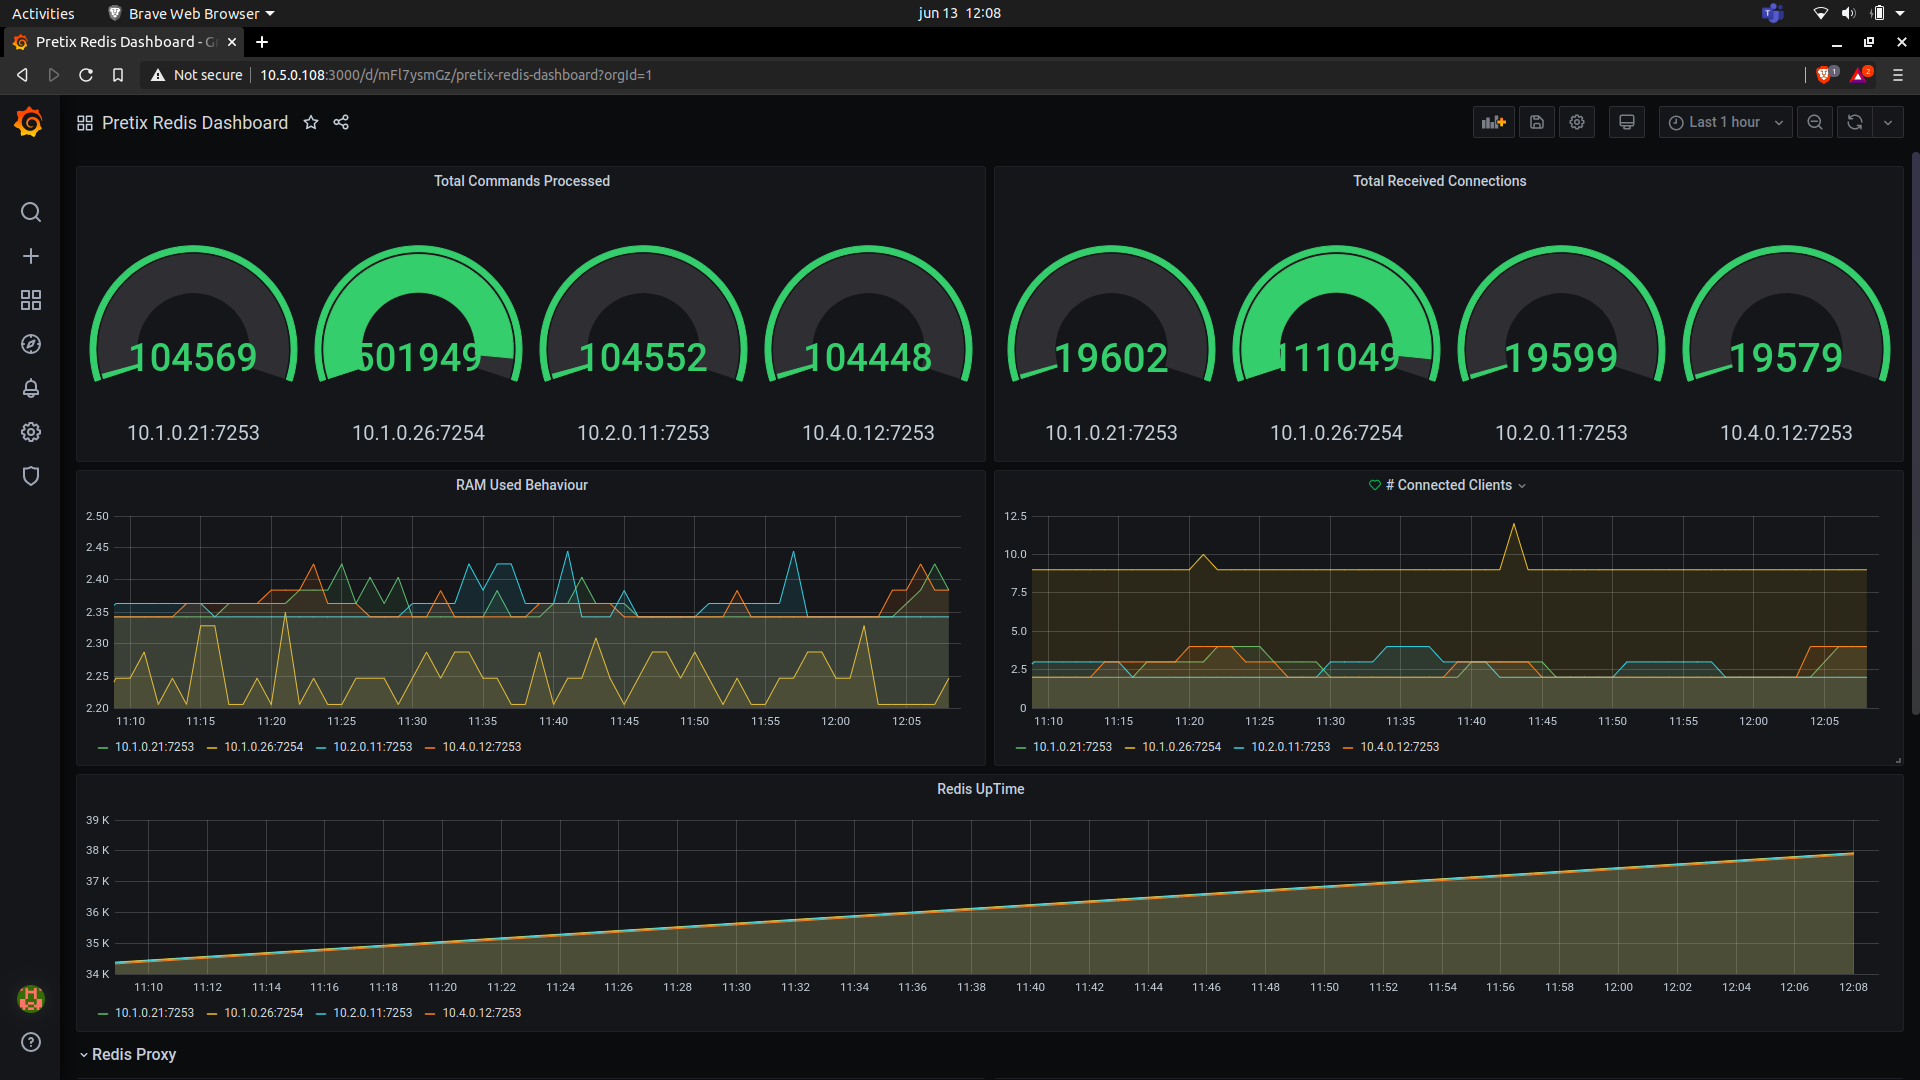 Activities
Brave Web Browser
jun 13 12:08
Pretix Redis Dashboard - Gr
Not secure 10.5.0.108:3000/d/mFl7ysmGz/pretix-redis-dashboard?orgId=1
1
2
Pretix Redis Dashboard
Last 1 hour
Total Commands Processed
104569 501949 104552 104448
10.1.0.21:7253 10.1.0.26:7254 10.2.0.11:7253 10.4.0.12:7253
Total Received Connections
19602 111049 19599 19579
10.1.0.21:7253 10.1.0.26:7254 10.2.0.11:7253 10.4.0.12:7253
RAM Used Behaviour
2.50
2.45
2.40
2.35
2.30
2.25
2.20
11:10 11:15 11:20 11:25 11:30 11:35 11:40 11:45 11:50 11:55 12:00 12:05
10.1.0.21:7253 10.1.0.26:7254 10.2.0.11:7253 10.4.0.12:7253
# Connected Clients
12.5
10.0
7.5
5.0
2.5
0
11:10 11:15 11:20 11:25 11:30 11:35 11:40 11:45 11:50 11:55 12:00 12:05
10.1.0.21:7253 10.1.0.26:7254 10.2.0.11:7253 10.4.0.12:7253
Redis UpTime
39 K
38 K
37 K
36 K
35 K
34 K
11:10 11:12 11:14 11:16 11:18 11:20 11:22 11:24 11:26 11:28 11:30 11:32 11:34 11:36 11:38 11:40 11:42 11:44 11:46 11:48 11:50 11:52 11:54 11:56 11:58 12:00 12:02 12:04 12:06 12:08
10.1.0.21:7253 10.1.0.26:7254 10.2.0.11:7253 10.4.0.12:7253
Redis Proxy